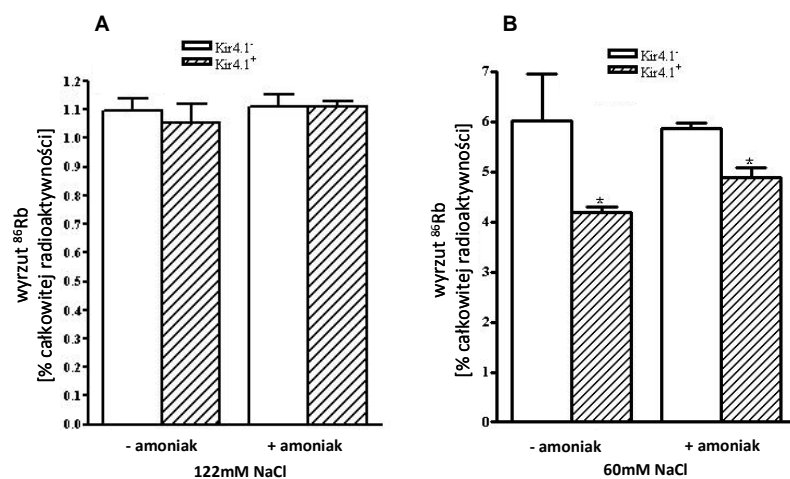 A
Kir4.1⁻
Kir4.1⁺
wyrzut ⁸⁶Rb
[% całkowitej radioaktywności]
1.2
1.1
1.0
0.9
0.8
0.7
0.6
0.5
0.4
0.3
0.2
0.1
0.0
- amoniak
+ amoniak
122mM NaCl
B
Kir4.1⁻
Kir4.1⁺
wyrzut ⁸⁶Rb
[% całkowitej radioaktywności]
7
6
5
4
3
2
1
0
*
*
- amoniak
+ amoniak
60mM NaCl